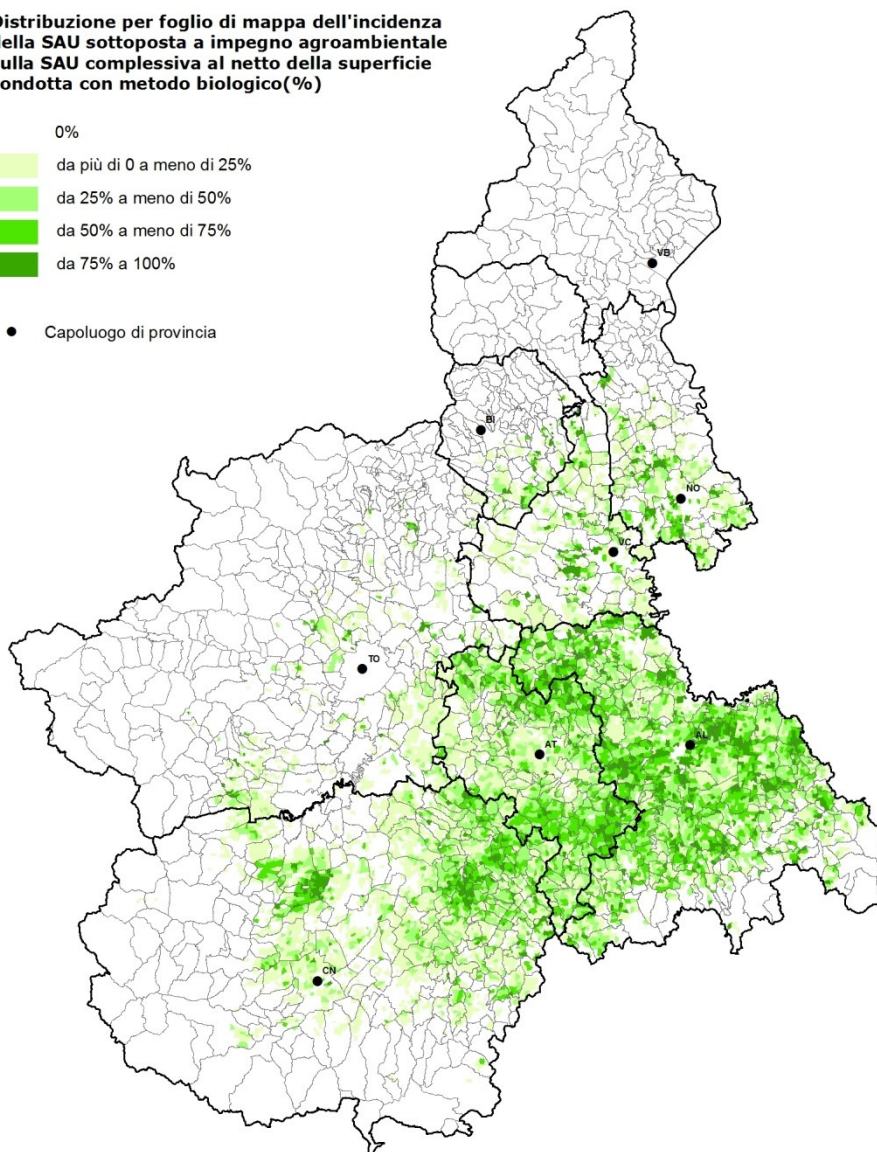 Distribuzione per foglio di mappa dell'incidenza
della SAU sottoposta a impegno agroambientale
sulla SAU complessiva al netto della superficie
condotta con metodo biologico(%)
0%
da più di 0 a meno di 25%
da 25% a meno di 50%
da 50% a meno di 75%
da 75% a 100%
Capoluogo di provincia
VB
BI
NO
VC
TO
AT
AL
CN